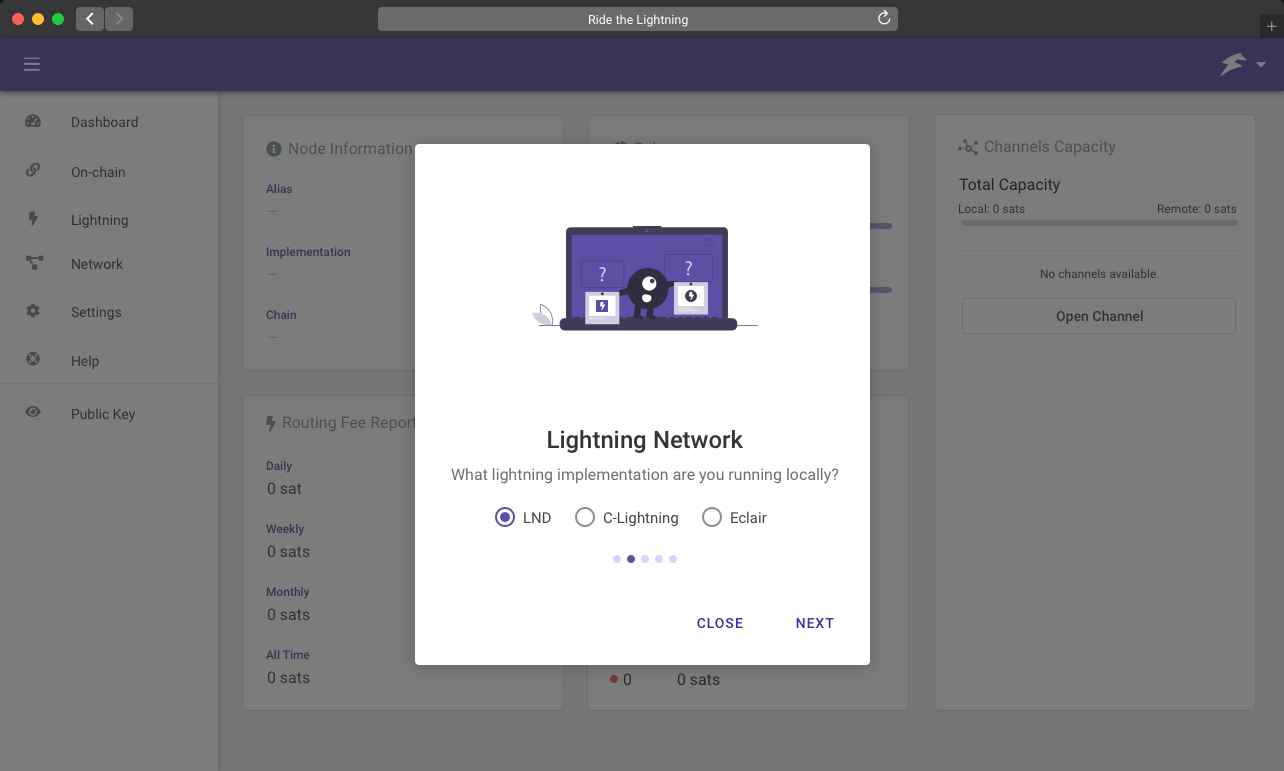 Ride the Lightning
Dashboard
On-chain
Lightning
Network
Settings
Help
Public Key
Node Information
Alias
—
Implementation
—
Chain
—
Channels Capacity
Total Capacity
Local: 0 sats
Remote: 0 sats
No channels available.
Open Channel
Routing Fee Report
Daily
0 sat
Weekly
0 sats
Monthly
0 sats
All Time
0 sats
0
0 sats
?
?
Lightning Network
What lightning implementation are you running locally?
LND
C-Lightning
Eclair
CLOSE
NEXT